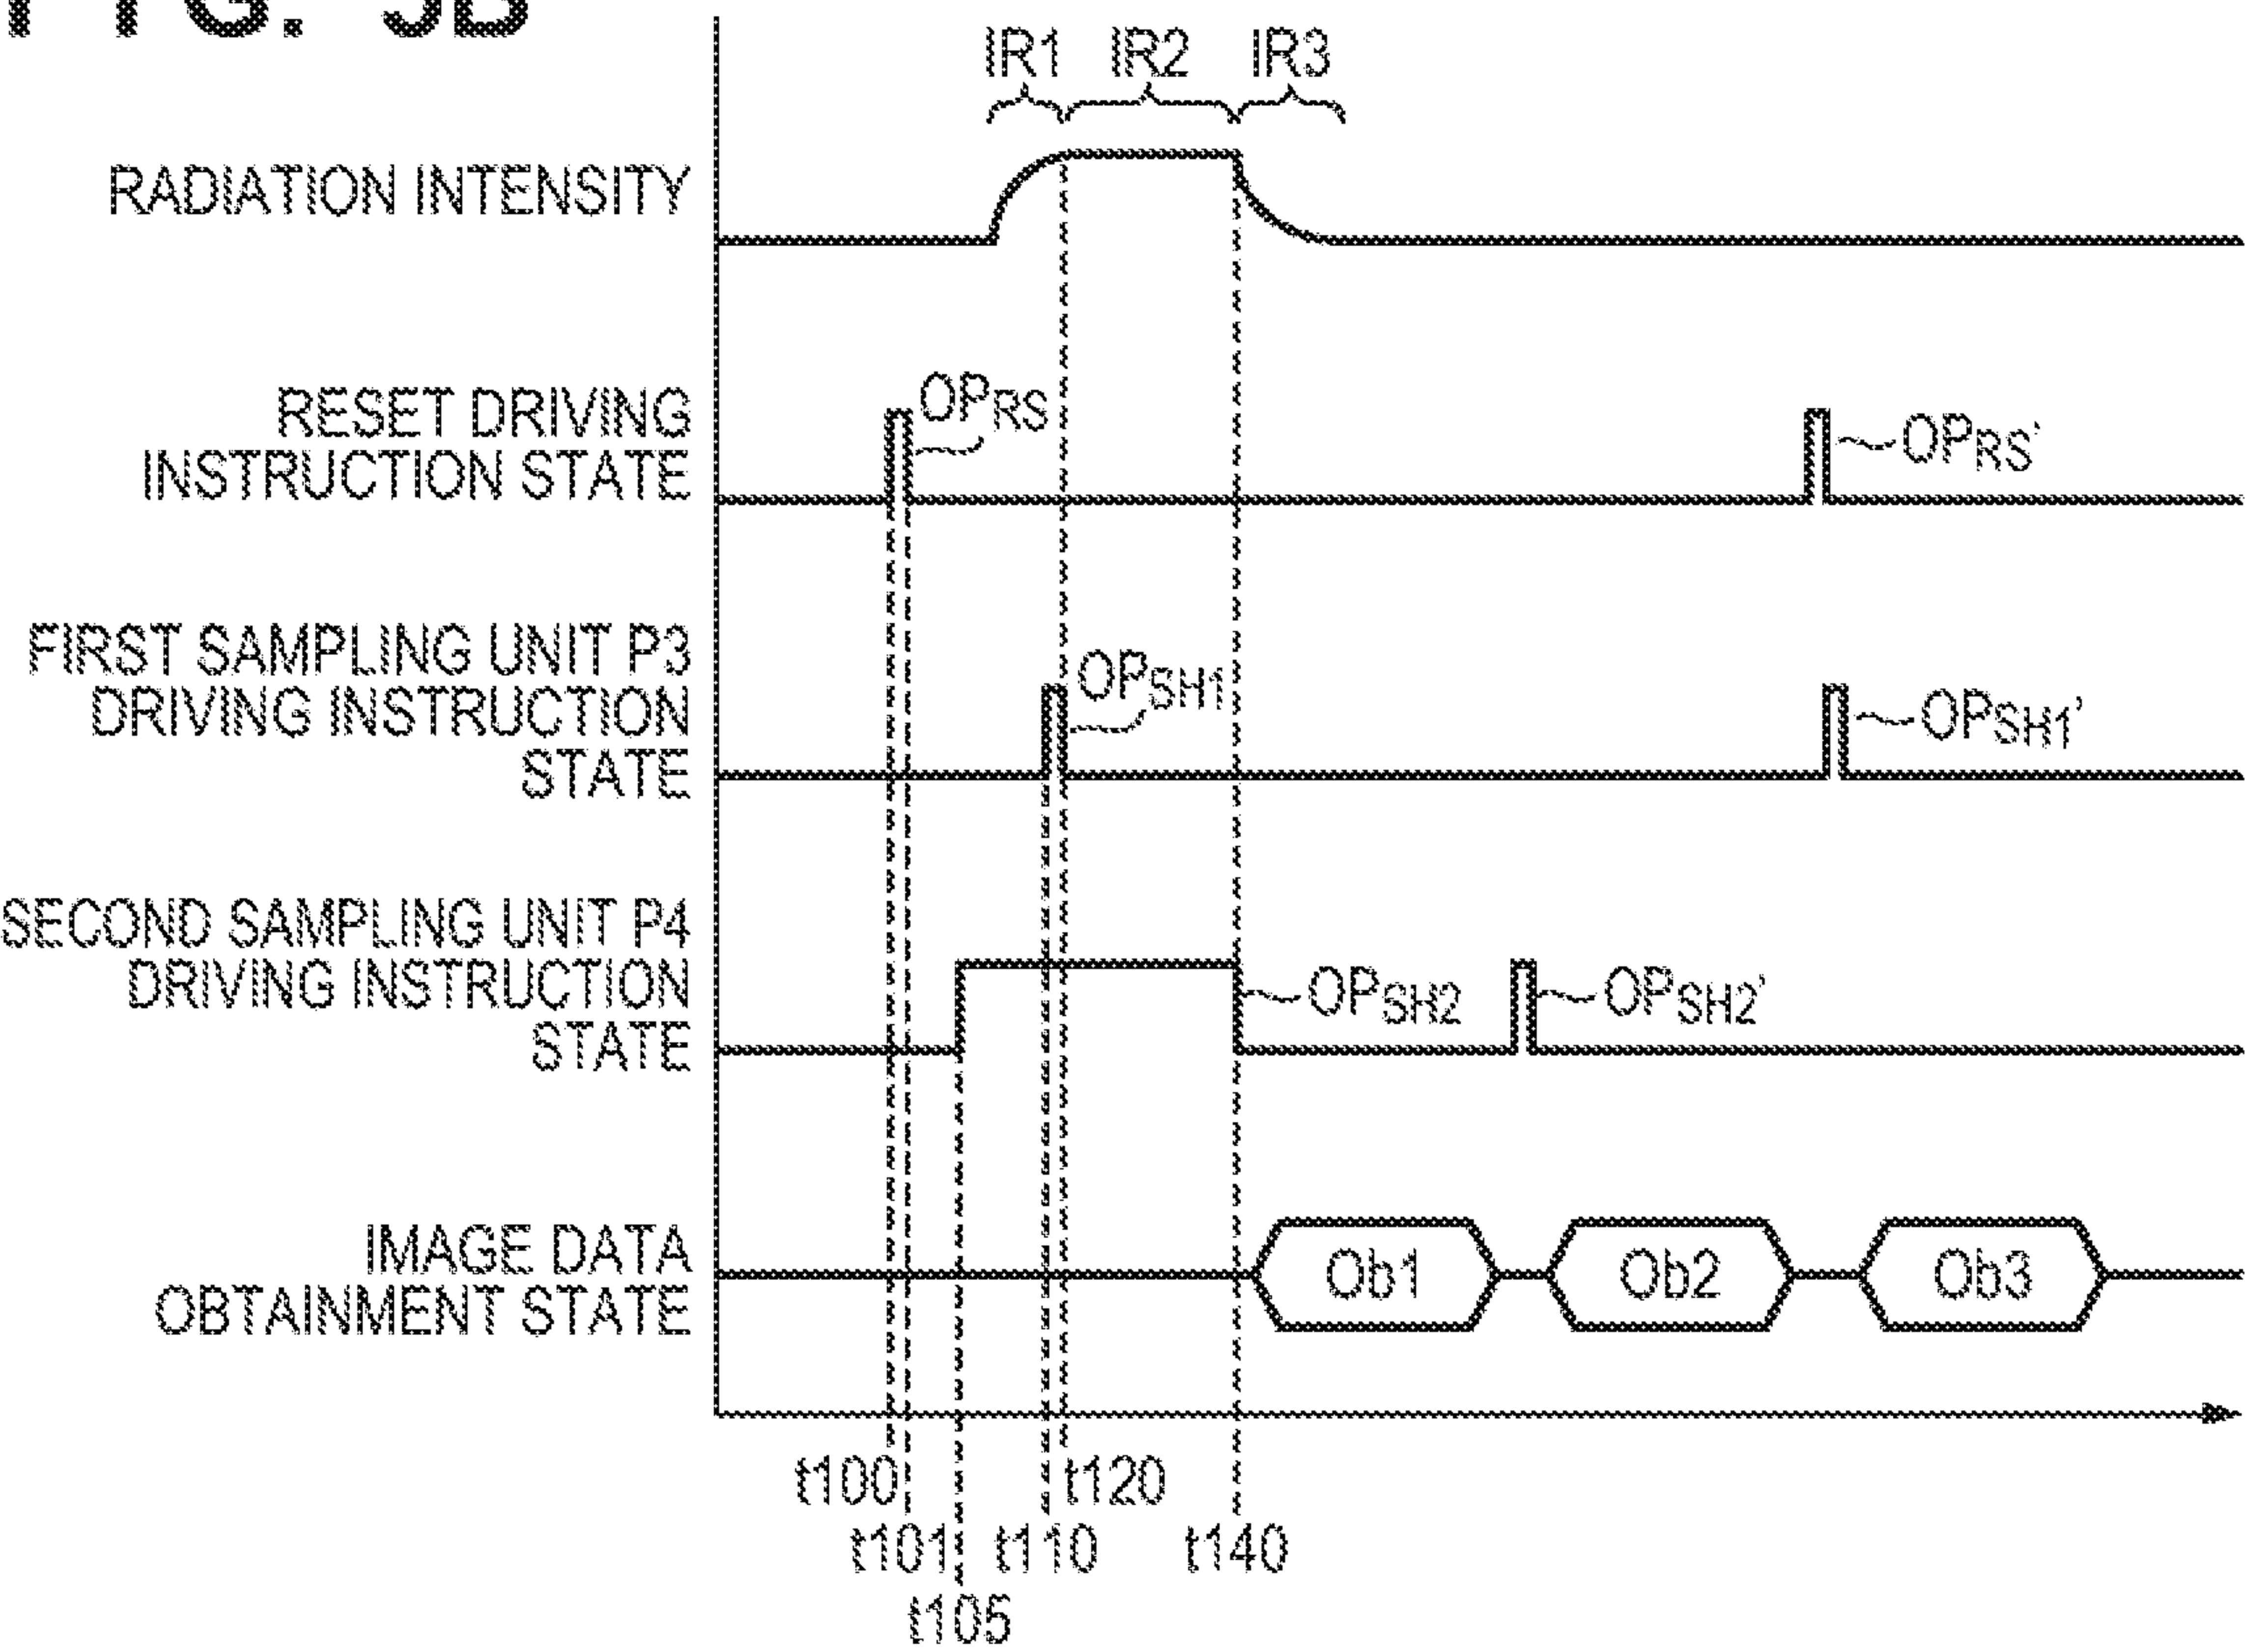 FIG. 5B
IR1 IR2 IR3
RADIATION INTENSITY
RESET DRIVING
INSTRUCTION STATE
OPRS
OPRS'
FIRST SAMPLING UNIT P3
DRIVING INSTRUCTION
STATE
OPSH1
OPSH1'
SECOND SAMPLING UNIT P4
DRIVING INSTRUCTION
STATE
OPSH2
OPSH2'
IMAGE DATA
OBTAINMENT STATE
Ob1 Ob2 Ob3
t100 t120
t101 t110 t140
t105